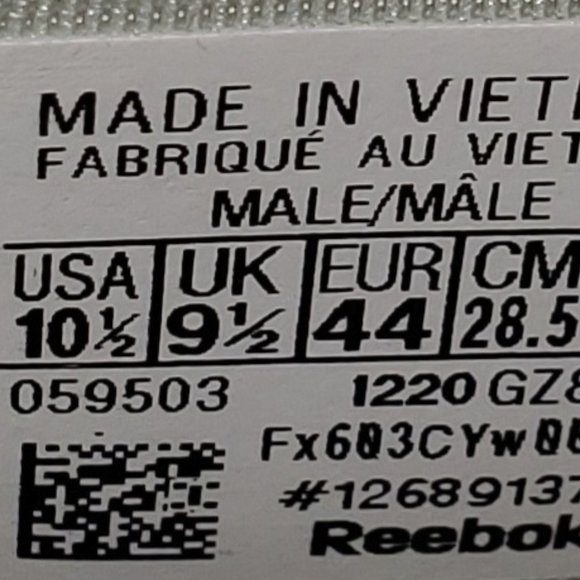 MADE IN VIET
FABRIQUÉ AU VIET
MALE/MÂLE
USA UK EUR CM
10½ 9½ 44 28.5
059503 1220 GZ8
Fx603CYw0
#12689137
Reebok